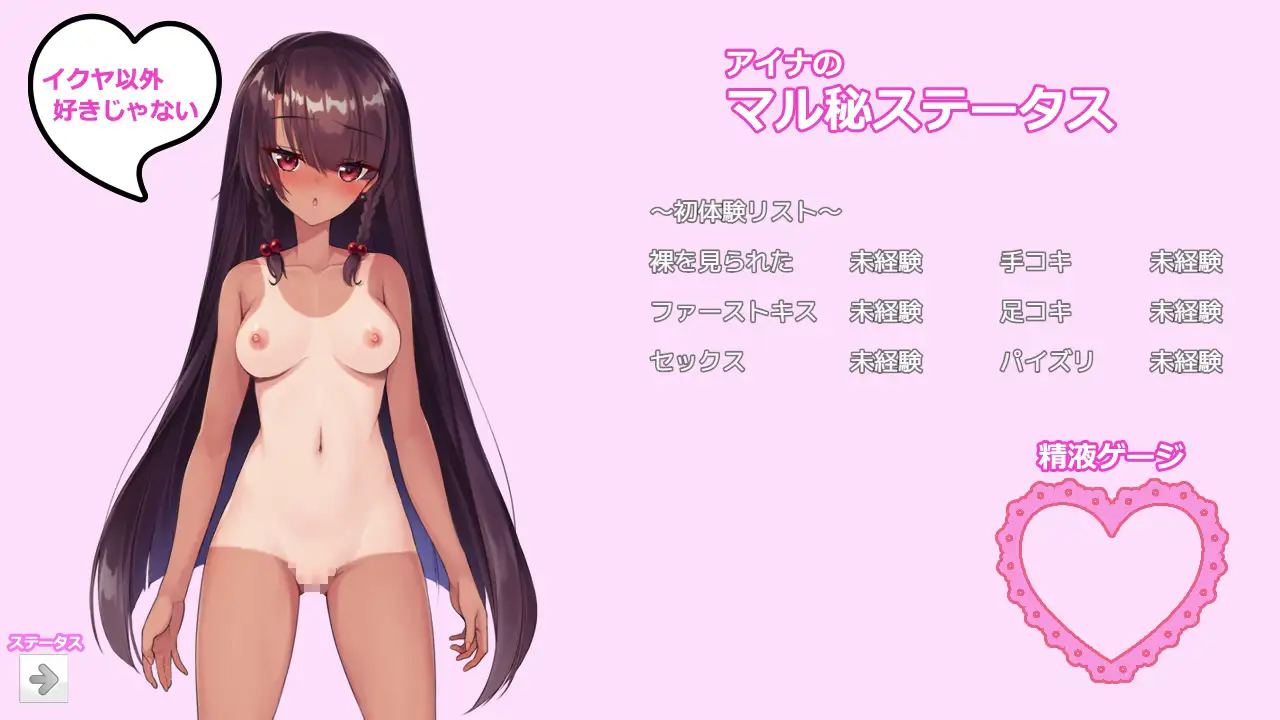 イクヤ以外
好きじゃない
アイナの
マル秘ステータス
～初体験リスト～
裸を見られた 未経験 手コキ 未経験
ファーストキス 未経験 足コキ 未経験
セックス 未経験 パイズリ 未経験
精液ゲージ
ステータス